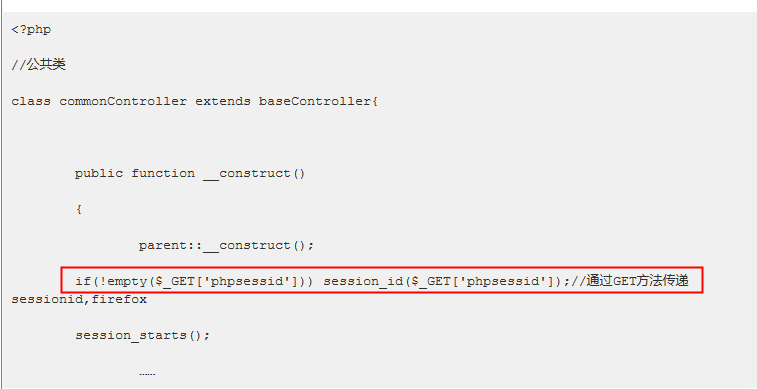 <?php
//公共类
class commonController extends baseController{
public function __construct()
{
parent::__construct();
if(!empty($_GET['phpsessid'])) session_id($_GET['phpsessid']);//通过GET方法传递
sessionid,firefox
session_starts();
……